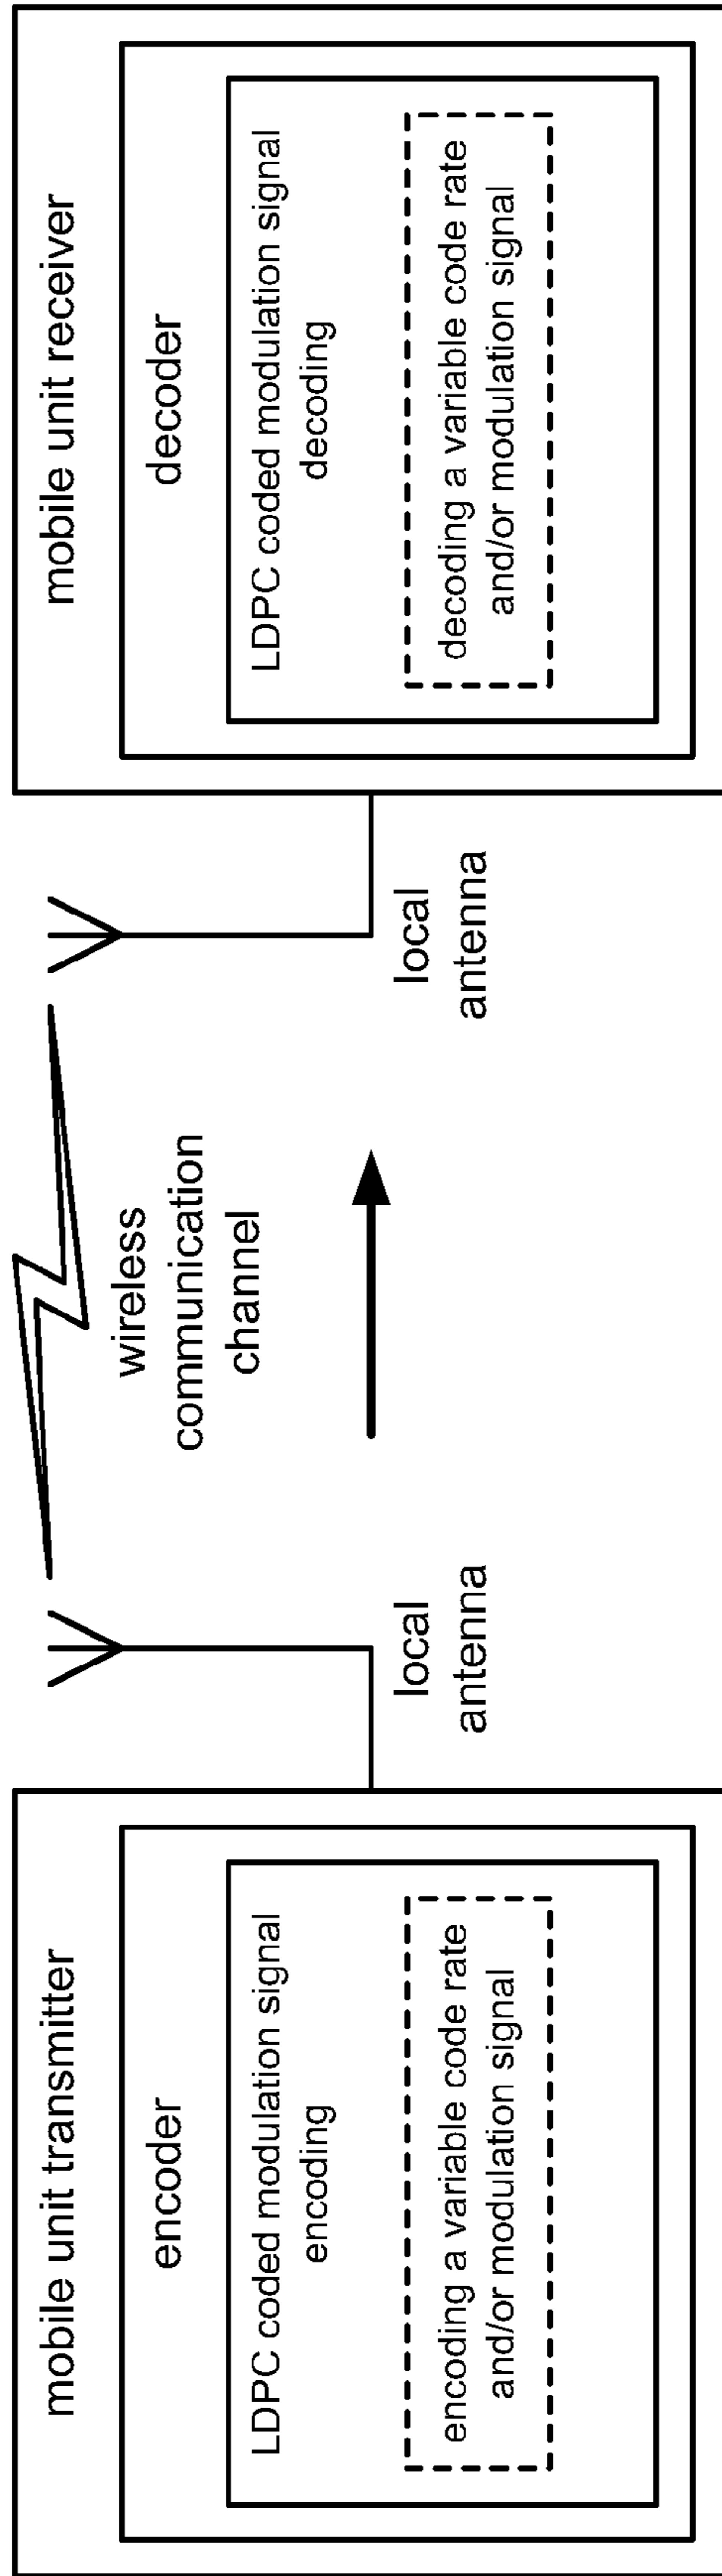 mobile unit transmitter
encoder
LDPC coded modulation signal
encoding
encoding a variable code rate
and/or modulation signal
local
antenna
wireless
communication
channel
local
antenna
mobile unit receiver
decoder
LDPC coded modulation signal
decoding
decoding a variable code rate
and/or modulation signal